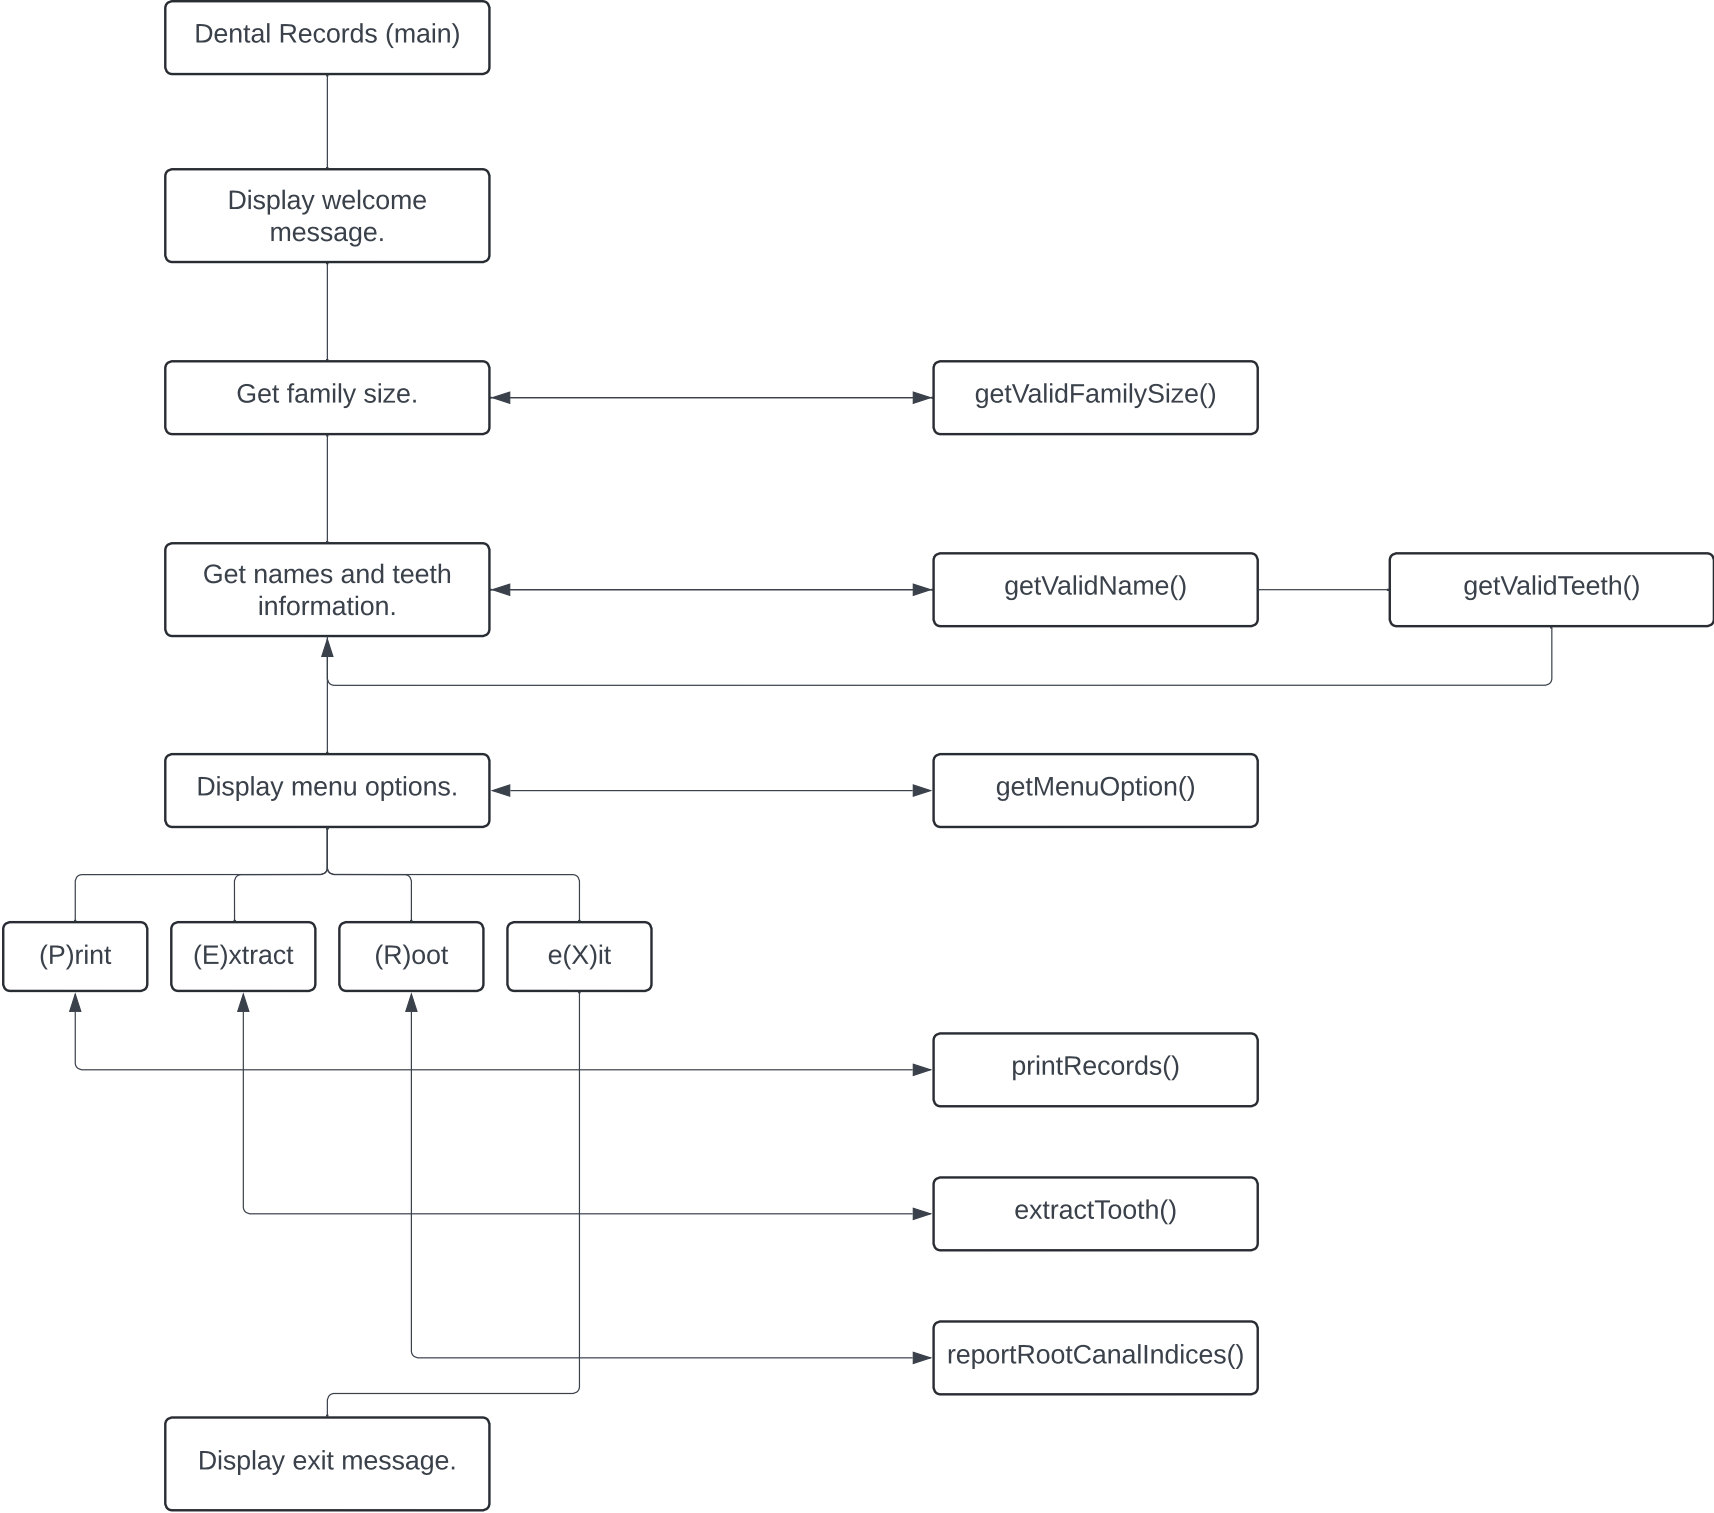 Dental Records (main)
Display welcome
message.
Get family size.
getValidFamilySize()
Get names and teeth
information.
getValidName()
getValidTeeth()
Display menu options.
getMenuOption()
(P)rint
(E)xtract
(R)oot
e(X)it
printRecords()
extractTooth()
reportRootCanalIndices()
Display exit message.